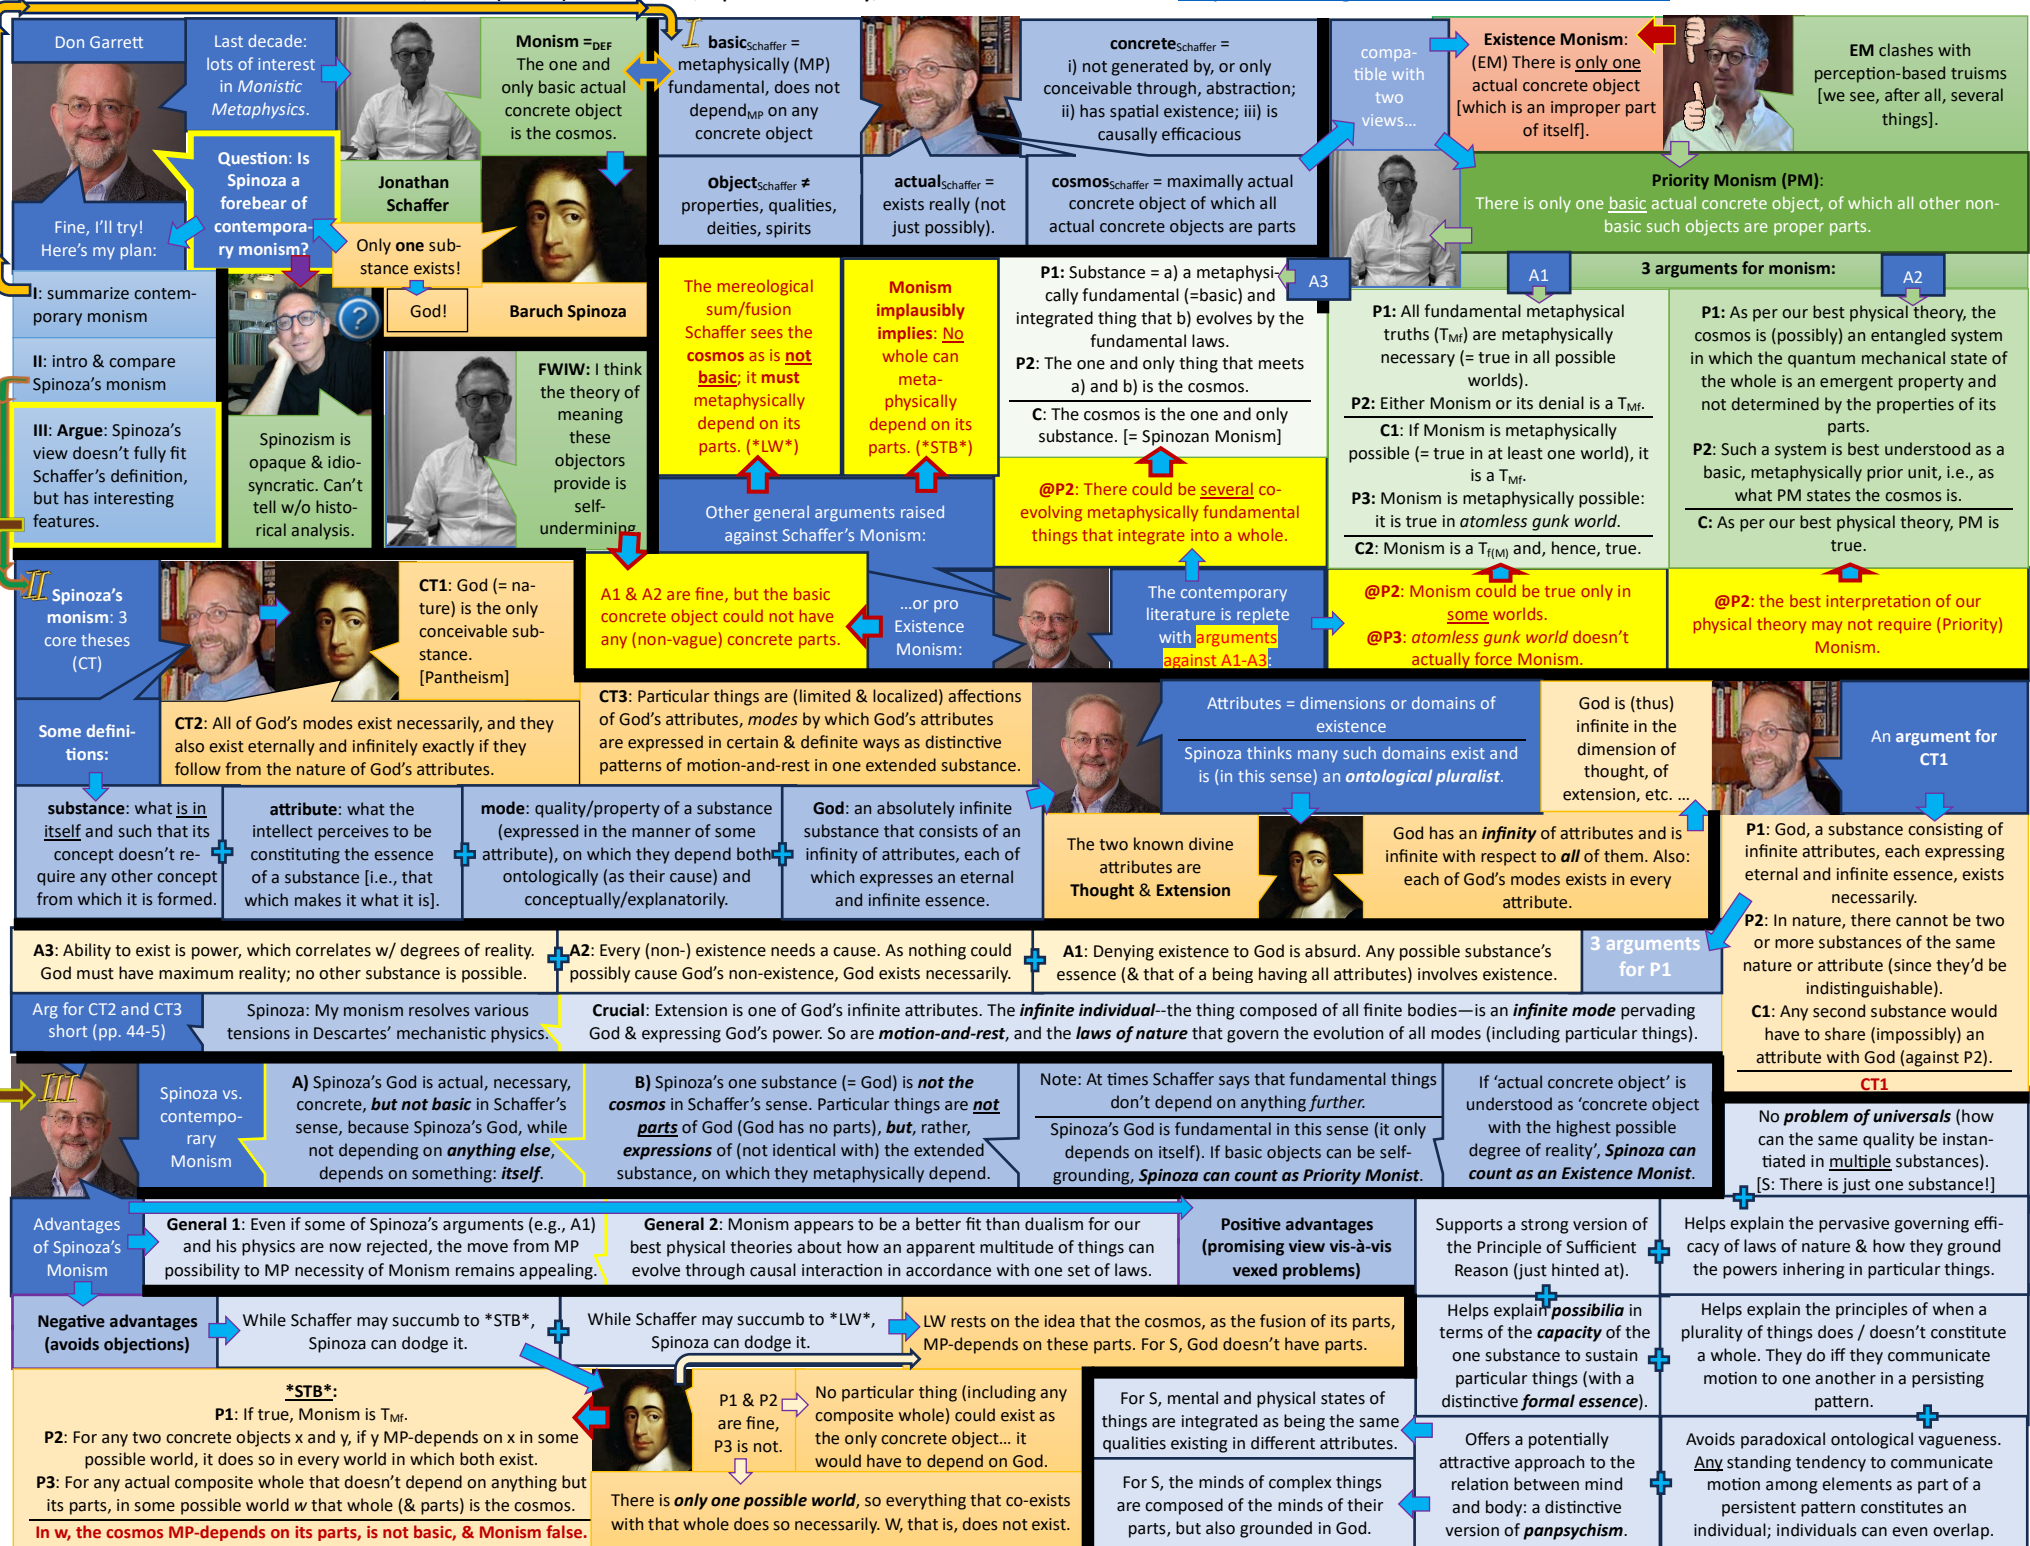 Don Garrett
Last decade:
lots of interest
in Monistic
Metaphysics.
Monism =DEF
The one and
only basic actual
concrete object
is the cosmos.
Question: Is
Spinoza a
forebear of
contempora-
ry monism?
Jonathan
Schaffer
Fine, I’ll try!
Here’s my plan:
Only one sub-
stance exists!
God!
Baruch Spinoza
I: summarize contem-
porary monism
II: intro & compare
Spinoza’s monism
III: Argue: Spinoza’s
view doesn’t fully fit
Schaffer’s definition,
but has interesting
features.
?
Spinozism is
opaque & idio-
syncratic. Can’t
tell w/o histo-
rical analysis.
FWIW: I think
the theory of
meaning
these
objectors
provide is
self-
undermining
I
basicSchaffer =
metaphysically (MP)
fundamental, does not
dependMP on any
concrete object
concreteSchaffer =
i) not generated by, or only
conceivable through, abstraction;
ii) has spatial existence; iii) is
causally efficacious
objectSchaffer ≠
properties, qualities,
deities, spirits
actualSchaffer =
exists really (not
just possibly).
cosmosSchaffer = maximally actual
concrete object of which all
actual concrete objects are parts
compa-
tible with
two
views...
Existence Monism:
(EM) There is only one
actual concrete object
[which is an improper part
of itself].
EM clashes with
perception-based truisms
[we see, after all, several
things].
Priority Monism (PM):
There is only one basic actual concrete object, of which all other non-
basic such objects are proper parts.
3 arguments for monism:
A1
A2
A3
P1: Substance = a) a metaphysi-
cally fundamental (=basic) and
integrated thing that b) evolves by the
fundamental laws.
P2: The one and only thing that meets
a) and b) is the cosmos.
C: The cosmos is the one and only
substance. [= Spinozan Monism]
P1: All fundamental metaphysical
truths (TMf) are metaphysically
necessary (= true in all possible
worlds).
P2: Either Monism or its denial is a TMf.
C1: If Monism is metaphysically
possible (= true in at least one world), it
is a TMf.
P3: Monism is metaphysically possible:
it is true in atomless gunk world.
C2: Monism is a Tf(M) and, hence, true.
P1: As per our best physical theory, the
cosmos is (possibly) an entangled system
in which the quantum mechanical state of
the whole is an emergent property and
not determined by the properties of its
parts.
P2: Such a system is best understood as a
basic, metaphysically prior unit, i.e., as
what PM states the cosmos is.
C: As per our best physical theory, PM is
true.
The mereological
sum/fusion
Schaffer sees the
cosmos as is not
basic; it must
metaphysically
depend on its
parts. (*LW*)
Monism
implausibly
implies: No
whole can
meta-
physically
depend on its
parts. (*STB*)
Other general arguments raised
against Schaffer’s Monism:
@P2: There could be several co-
evolving metaphysically fundamental
things that integrate into a whole.
A1 & A2 are fine, but the basic
concrete object could not have
any (non-vague) concrete parts.
...or pro
Existence
Monism:
The contemporary
literature is replete
with arguments
against A1-A3:
@P2: Monism could be true only in
some worlds.
@P3: atomless gunk world doesn’t
actually force Monism.
@P2: the best interpretation of our
physical theory may not require (Priority)
Monism.
II
Spinoza’s
monism: 3
core theses
(CT)
CT1: God (= na-
ture) is the only
conceivable sub-
stance.
[Pantheism]
CT2: All of God’s modes exist necessarily, and they
also exist eternally and infinitely exactly if they
follow from the nature of God’s attributes.
CT3: Particular things are (limited & localized) affections
of God’s attributes, modes by which God’s attributes
are expressed in certain & definite ways as distinctive
patterns of motion-and-rest in one extended substance.
Some defini-
tions:
substance: what is in
itself and such that its
concept doesn’t re-
quire any other concept
from which it is formed.
attribute: what the
intellect perceives to be
constituting the essence
of a substance [i.e., that
which makes it what it is].
mode: quality/property of a substance
(expressed in the manner of some
attribute), on which they depend both
ontologically (as their cause) and
conceptually/explanatorily.
God: an absolutely infinite
substance that consists of an
infinity of attributes, each of
which expresses an eternal
and infinite essence.
Attributes = dimensions or domains of
existence
Spinoza thinks many such domains exist and
is (in this sense) an ontological pluralist.
God is (thus)
infinite in the
dimension of
thought, of
extension, etc. ...
The two known divine
attributes are
Thought & Extension
God has an infinity of attributes and is
infinite with respect to all of them. Also:
each of God’s modes exists in every
attribute.
An argument for
CT1
P1: God, a substance consisting of
infinite attributes, each expressing
eternal and infinite essence, exists
necessarily.
P2: In nature, there cannot be two
or more substances of the same
nature or attribute (since they’d be
indistinguishable).
C1: Any second substance would
have to share (impossibly) an
attribute with God (against P2).
CT1
A3: Ability to exist is power, which correlates w/ degrees of reality.
God must have maximum reality; no other substance is possible.
A2: Every (non-) existence needs a cause. As nothing could
possibly cause God’s non-existence, God exists necessarily.
A1: Denying existence to God is absurd. Any possible substance’s
essence (& that of a being having all attributes) involves existence.
3 arguments
for P1
Arg for CT2 and CT3
short (pp. 44-5)
Spinoza: My monism resolves various
tensions in Descartes’ mechanistic physics.
Crucial: Extension is one of God’s infinite attributes. The infinite individual--the thing composed of all finite bodies—is an infinite mode pervading
God & expressing God’s power. So are motion-and-rest, and the laws of nature that govern the evolution of all modes (including particular things).
III
Spinoza vs.
contempo-
rary
Monism
A) Spinoza’s God is actual, necessary,
concrete, but not basic in Schaffer’s
sense, because Spinoza’s God, while
not depending on anything else,
depends on something: itself.
B) Spinoza’s one substance (= God) is not the
cosmos in Schaffer’s sense. Particular things are not
parts of God (God has no parts), but, rather,
expressions of (not identical with) the extended
substance, on which they metaphysically depend.
Note: At times Schaffer says that fundamental things
don’t depend on anything further.
Spinoza’s God is fundamental in this sense (it only
depends on itself). If basic objects can be self-
grounding, Spinoza can count as Priority Monist.
If ‘actual concrete object’ is
understood as ‘concrete object
with the highest possible
degree of reality’, Spinoza can
count as an Existence Monist.
No problem of universals (how
can the same quality be instan-
tiated in multiple substances).
[S: There is just one substance!]
Advantages
of Spinoza’s
Monism
General 1: Even if some of Spinoza’s arguments (e.g., A1)
and his physics are now rejected, the move from MP
possibility to MP necessity of Monism remains appealing.
General 2: Monism appears to be a better fit than dualism for our
best physical theories about how an apparent multitude of things can
evolve through causal interaction in accordance with one set of laws.
Positive advantages
(promising view vis-à-vis
vexed problems)
Supports a strong version of
the Principle of Sufficient
Reason (just hinted at).
Helps explain the pervasive governing effi-
cacy of laws of nature & how they ground
the powers inhering in particular things.
Negative advantages
(avoids objections)
While Schaffer may succumb to *STB*,
Spinoza can dodge it.
While Schaffer may succumb to *LW*,
Spinoza can dodge it.
LW rests on the idea that the cosmos, as the fusion of its parts,
MP-depends on these parts. For S, God doesn’t have parts.
Helps explain possibilia in
terms of the capacity of the
one substance to sustain
particular things (with a
distinctive formal essence).
Helps explain the principles of when a
plurality of things does / doesn’t constitute
a whole. They do iff they communicate
motion to one another in a persisting
pattern.
*STB*:
P1: If true, Monism is TMf.
P2: For any two concrete objects x and y, if y MP-depends on x in some
possible world, it does so in every world in which both exist.
P3: For any actual composite whole that doesn’t depend on anything but
its parts, in some possible world w that whole (& parts) is the cosmos.
In w, the cosmos MP-depends on its parts, is not basic, & Monism false.
P1 & P2
are fine,
P3 is not.
No particular thing (including any
composite whole) could exist as
the only concrete object... it
would have to depend on God.
There is only one possible world, so everything that co-exists
with that whole does so necessarily. W, that is, does not exist.
For S, mental and physical states of
things are integrated as being the same
qualities existing in different attributes.
For S, the minds of complex things
are composed of the minds of their
parts, but also grounded in God.
Offers a potentially
attractive approach to the
relation between mind
and body: a distinctive
version of panpsychism.
Avoids paradoxical ontological vagueness.
Any standing tendency to communicate
motion among elements as part of a
persistent pattern constitutes an
individual; individuals can even overlap.